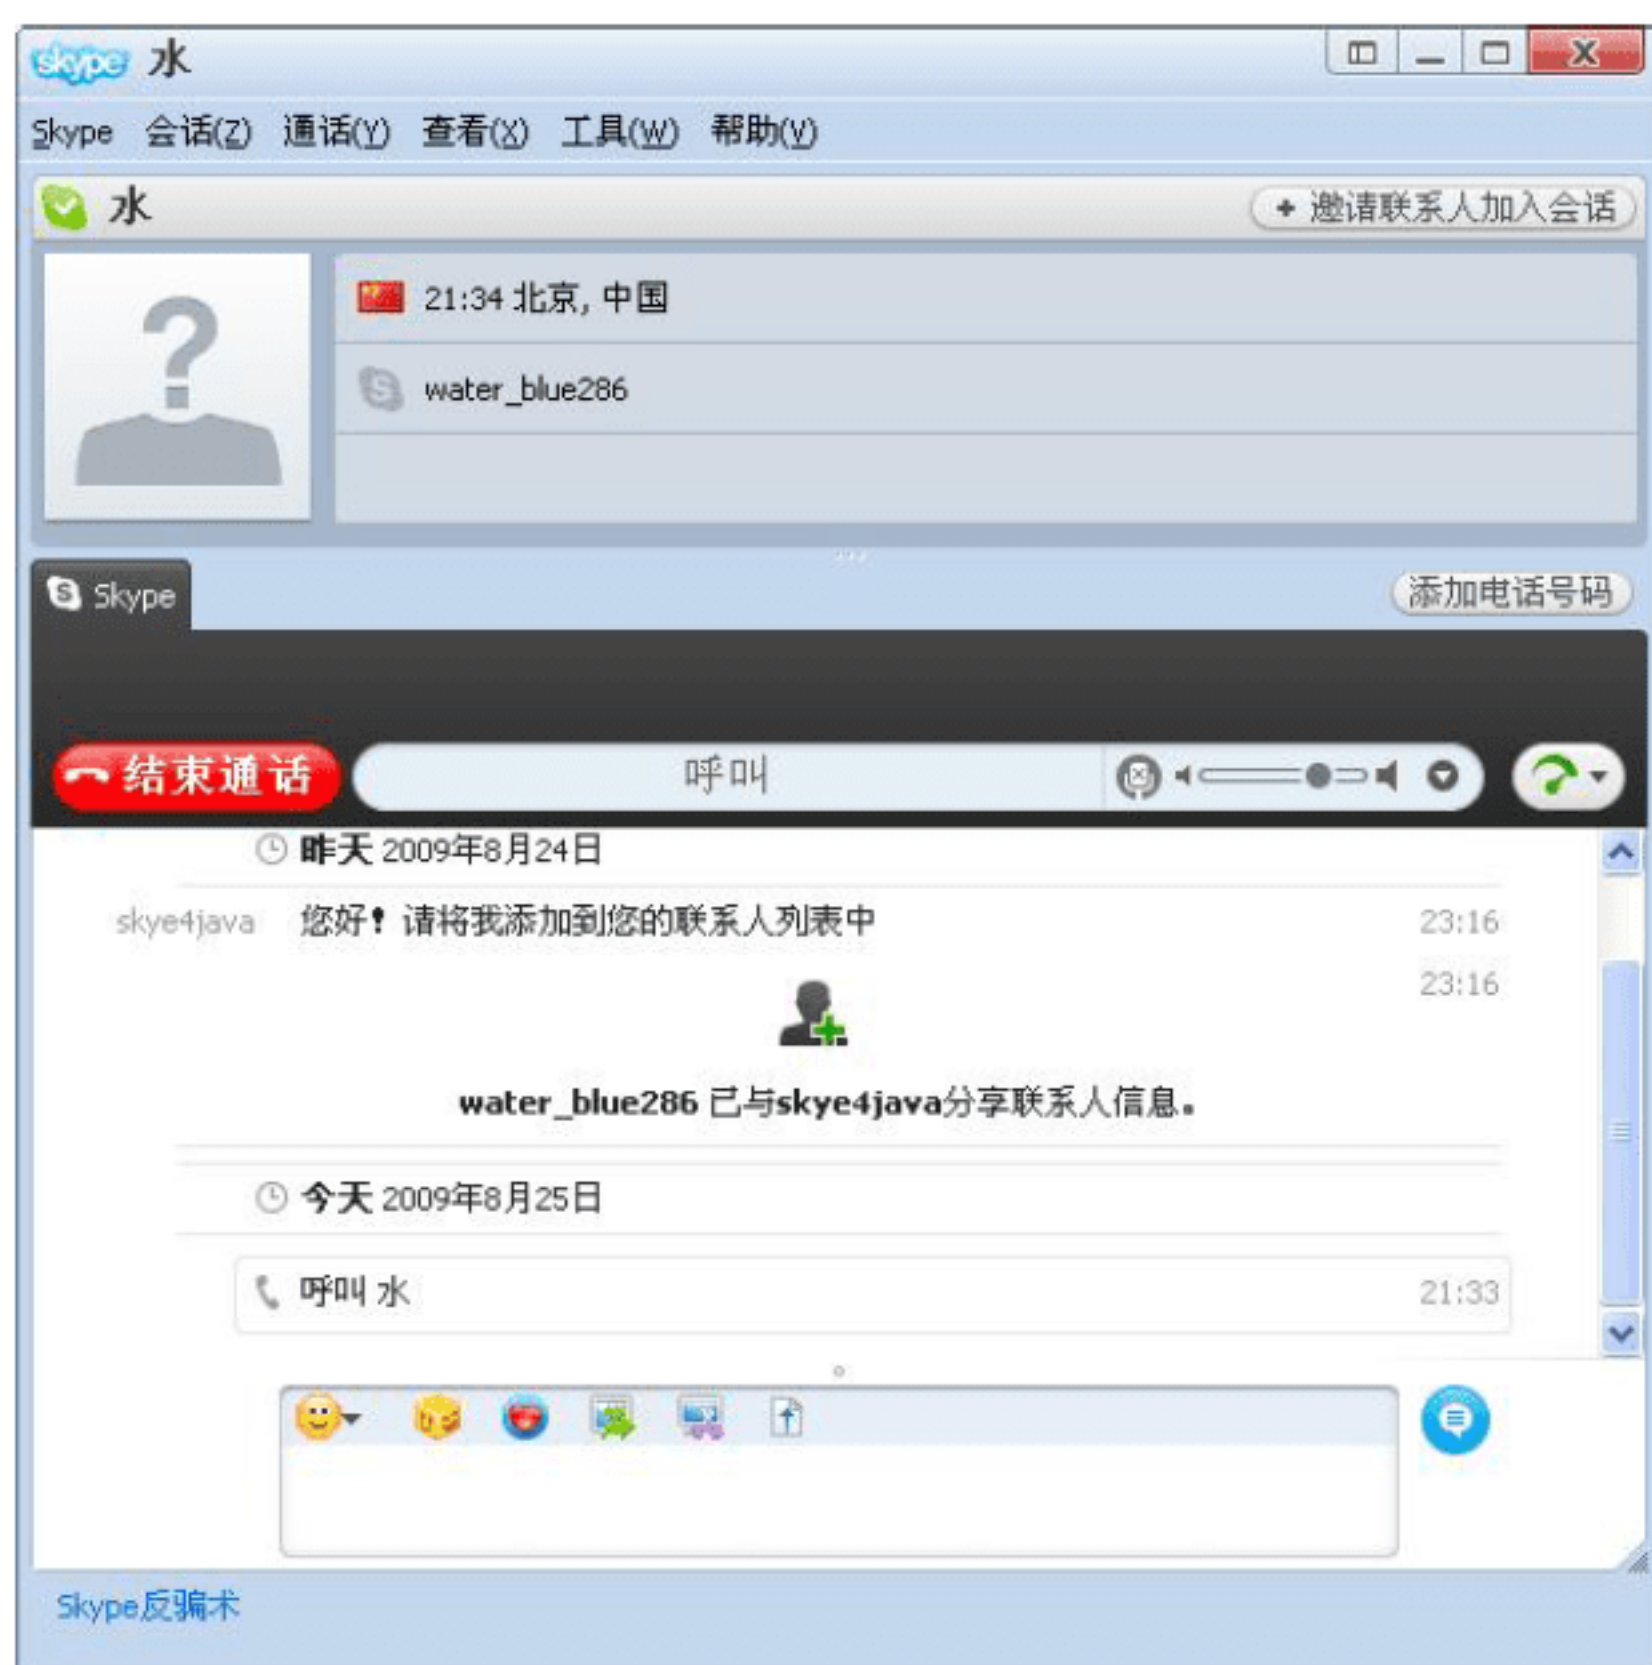 skype 水
Skype 会话(Z) 通话(Y) 查看(X) 工具(W) 帮助(V)
水 + 邀请联系人加入会话
21:34 北京, 中国
water_blue286
Skype 添加电话号码
结束通话 呼叫
昨天 2009年8月24日
skye4java 您好！请将我添加到您的联系人列表中 23:16
23:16
water_blue286 已与skye4java分享联系人信息。
今天 2009年8月25日
呼叫 水 21:33
Skype反骗术